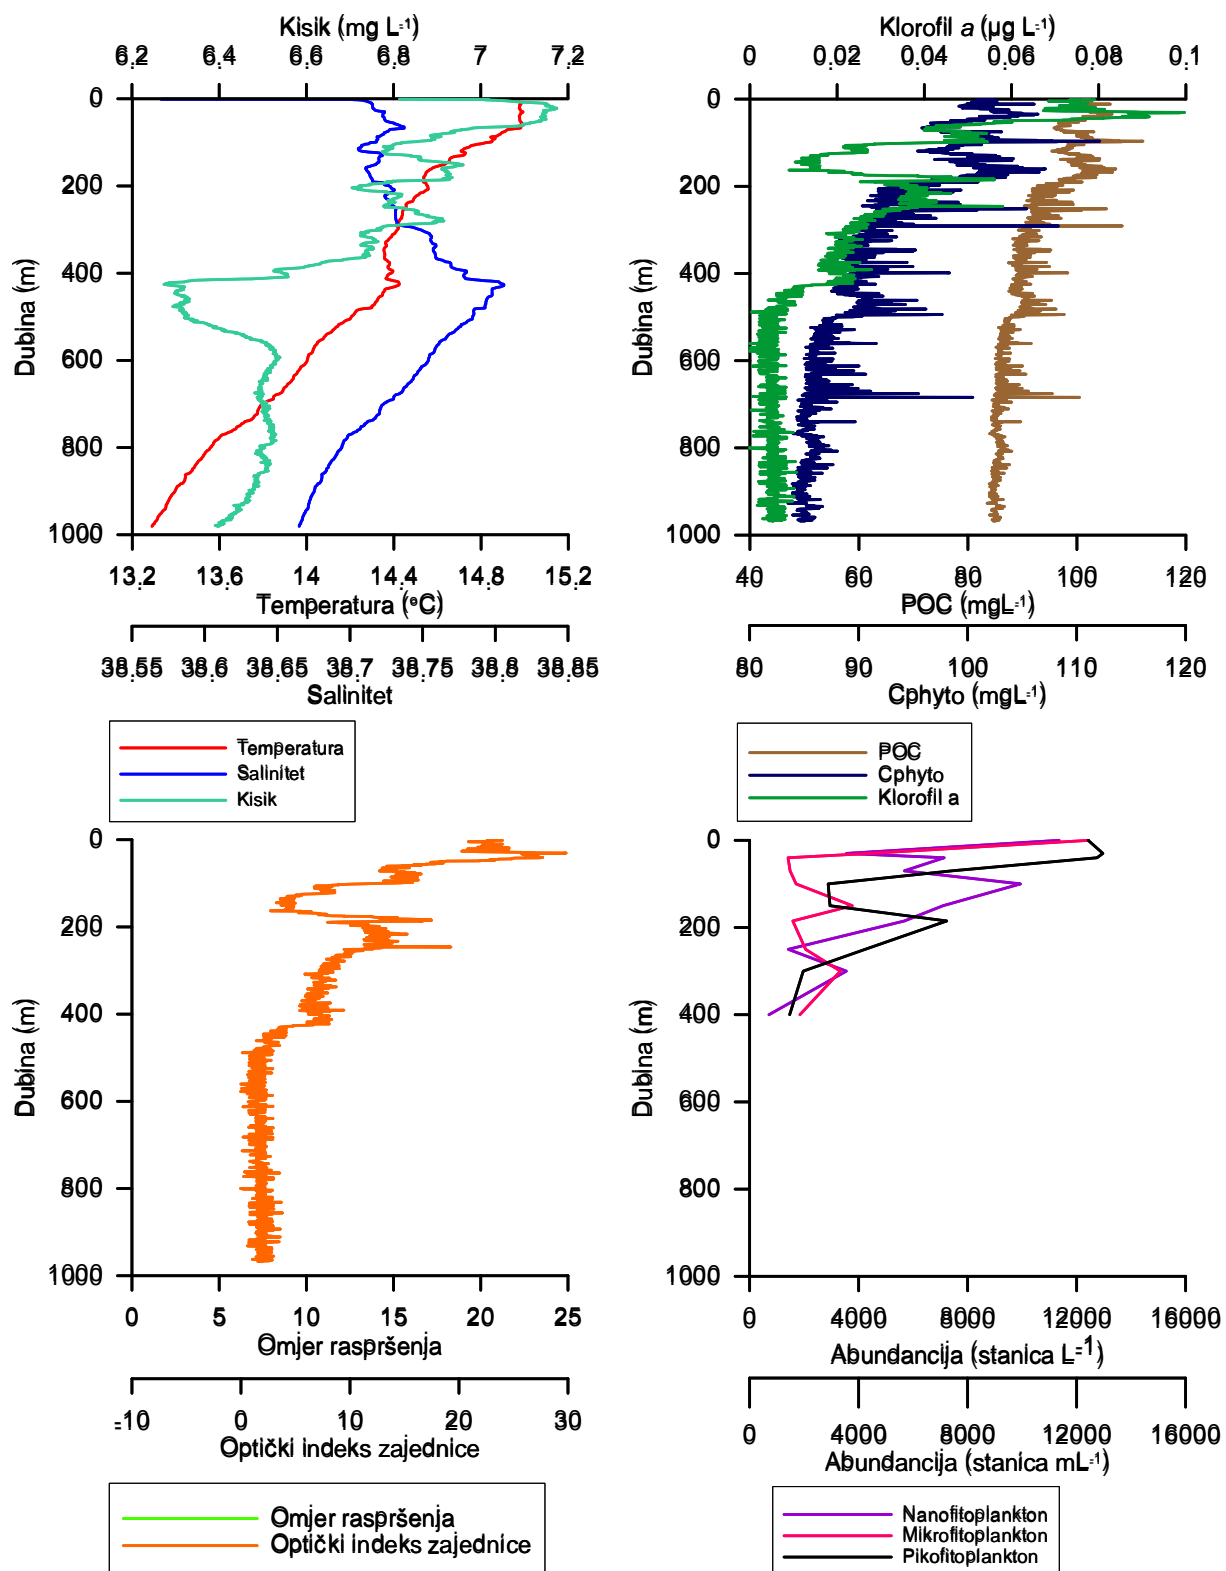 Kisik (mg L-1)
6.2 6.4 6.6 6.8 7 7.2
0
200
400
600
800
1000
Dubina (m)
13.2 13.6 14 14.4 14.8 15.2
Temperatura (°C)
38.55 38.6 38.65 38.7 38.75 38.8 38.85
Salinitet
Temperatura
Salinitet
Kisik
Klorofil a (µg L-1)
0 0.02 0.04 0.06 0.08 0.1
0
200
400
600
800
1000
Dubina (m)
40 60 80 100 120
POC (mgL-1)
80 90 100 110 120
Cphyto (mgL-1)
POC
Cphyto
Klorofil a
0
200
400
600
800
1000
Dubina (m)
0 5 10 15 20 25
Omjer raspršenja
-10 0 10 20 30
Optički indeks zajednice
Omjer raspršenja
Optički indeks zajednice
0
200
400
600
800
1000
Dubina (m)
0 4000 8000 12000 16000
Abundancija (stanica L-1)
0 4000 8000 12000 16000
Abundancija (stanica mL-1)
Nanofitoplankton
Mikrofitoplankton
Pikofitoplankton